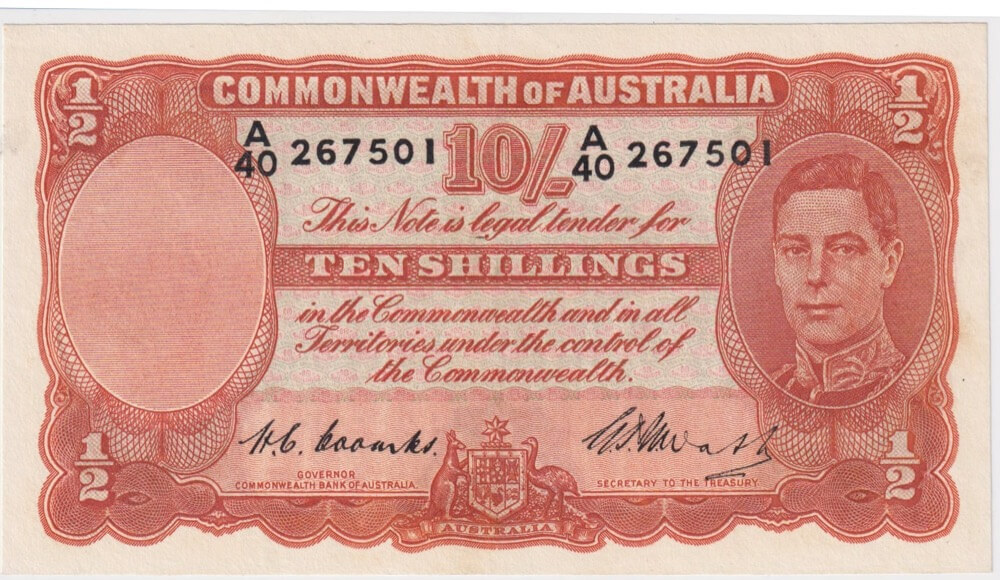 COMMONWEALTH OF AUSTRALIA
1/2
1/2
A/40 267501 10/- A/40 267501
This Note is legal tender for
TEN SHILLINGS
in the Commonwealth and in all
Territories under the control of
the Commonwealth.
1/2
1/2
H.C. Coombs.
GOVERNOR
COMMONWEALTH BANK OF AUSTRALIA.
SECRETARY TO THE TREASURY
AUSTRALIA